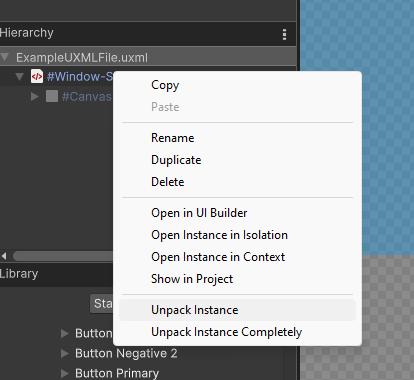 Hierarchy
ExampleUXMLFile.uxml
#Window-S
#Canvas
Copy
Paste
Rename
Duplicate
Delete
Open in UI Builder
Open Instance in Isolation
Open Instance in Context
Show in Project
Unpack Instance
Unpack Instance Completely
Library
Sta
Button
Button Negative 2
Button Primary